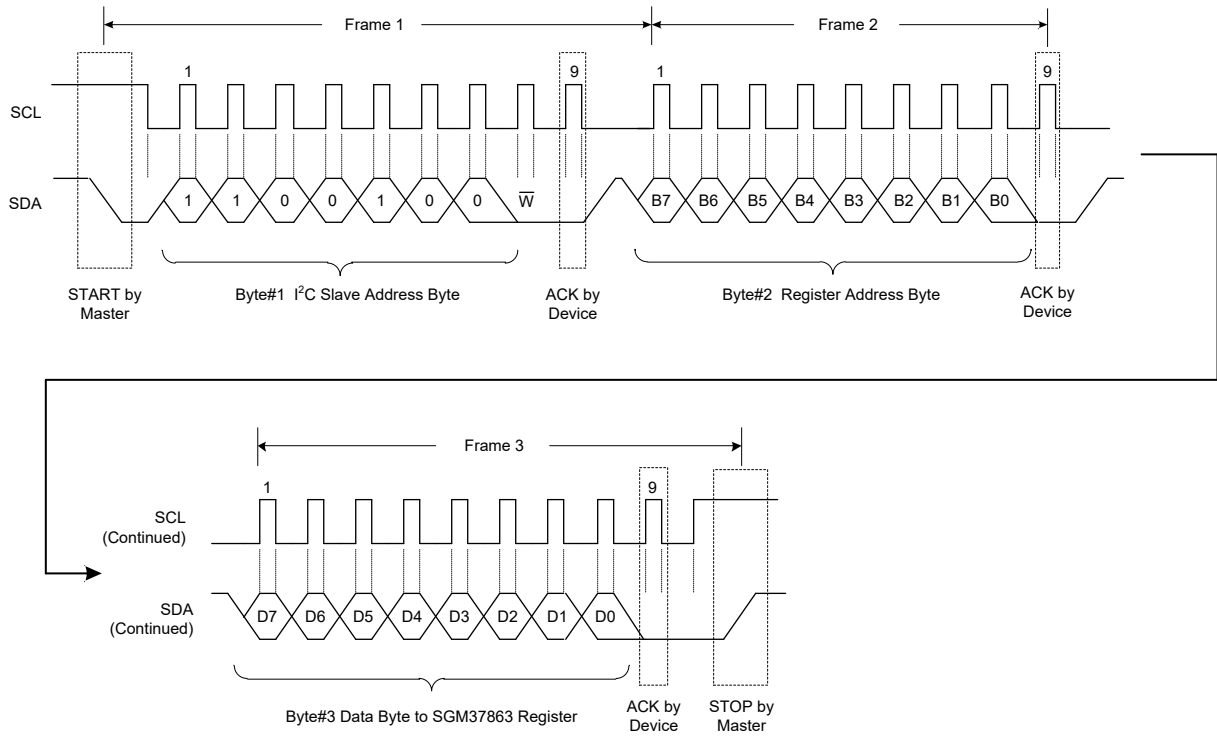 Frame 1
Frame 2
1
9
1
9
SCL
SDA
1
1
0
0
1
0
0
W̅
B7
B6
B5
B4
B3
B2
B1
B0
START by
Master
Byte#1 I²C Slave Address Byte
ACK by
Device
Byte#2 Register Address Byte
ACK by
Device
Frame 3
1
9
SCL
(Continued)
SDA
(Continued)
D7
D6
D5
D4
D3
D2
D1
D0
Byte#3 Data Byte to SGM37863 Register
ACK by
Device
STOP by
Master